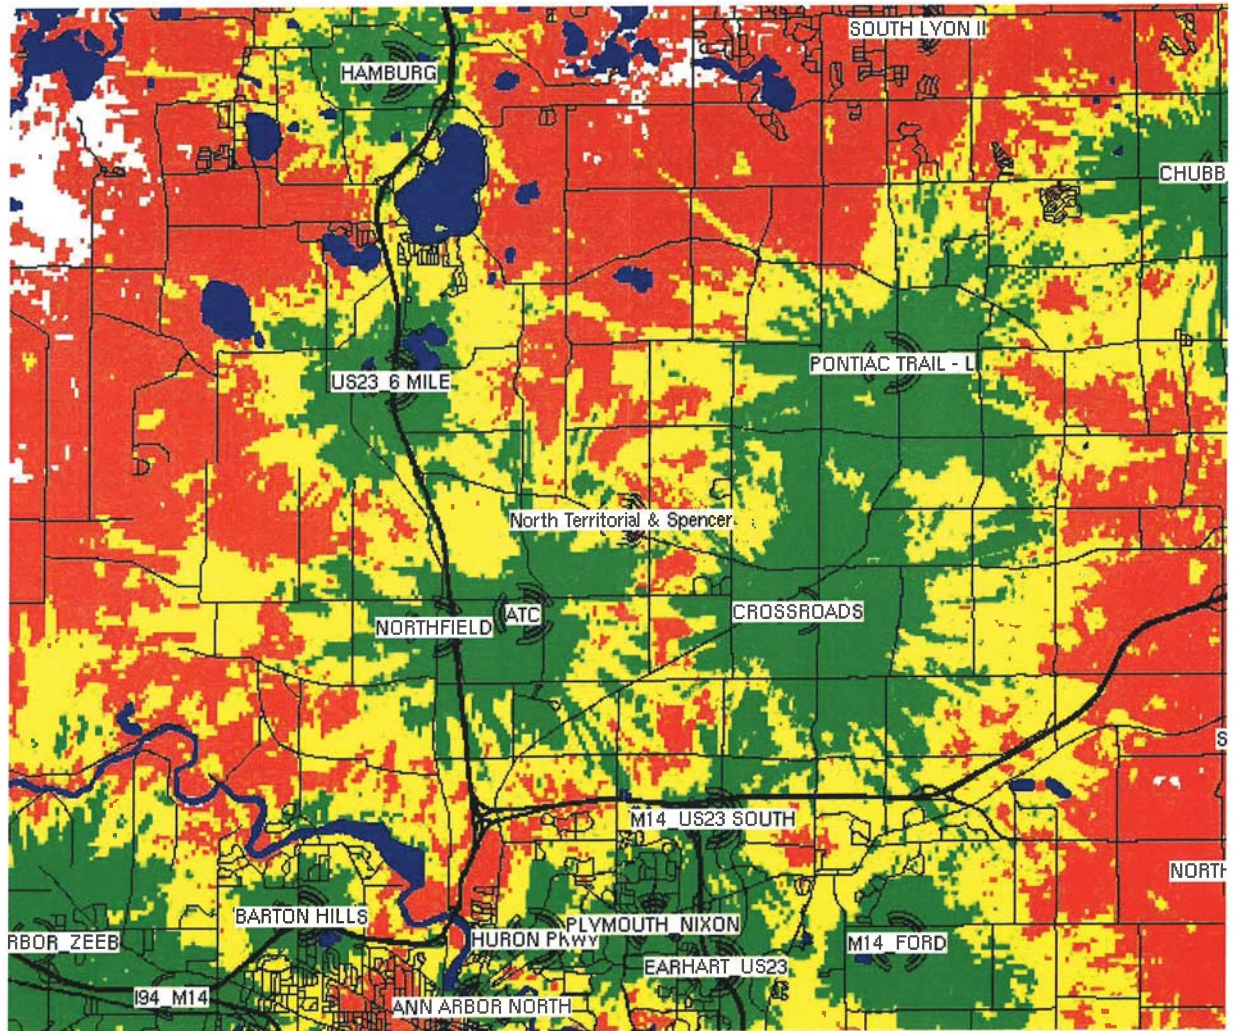 SOUTH LYON II
HAMBURG
CHUBB
PONTIAC TRAIL - L
US23_6 MILE
North Territorial & Spencer
ATC
CROSSROADS
NORTHFIELD
S
M14_US23 SOUTH
NORTH
BARTON HILLS
PLYMOUTH_NIXON
RBOR_ZEEB
HURON PKWY
M14_FORD
EARHART_US23
I94_M14
ANN ARBOR NORTH